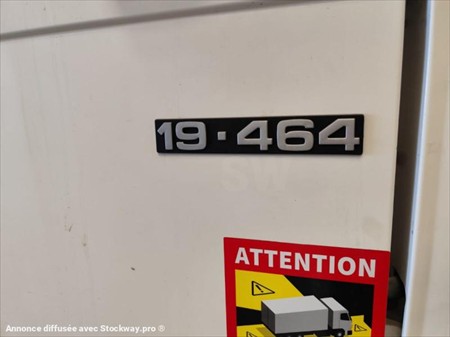 19·464
ATTENTION
Annonce diffusée avec Stockway.pro ®